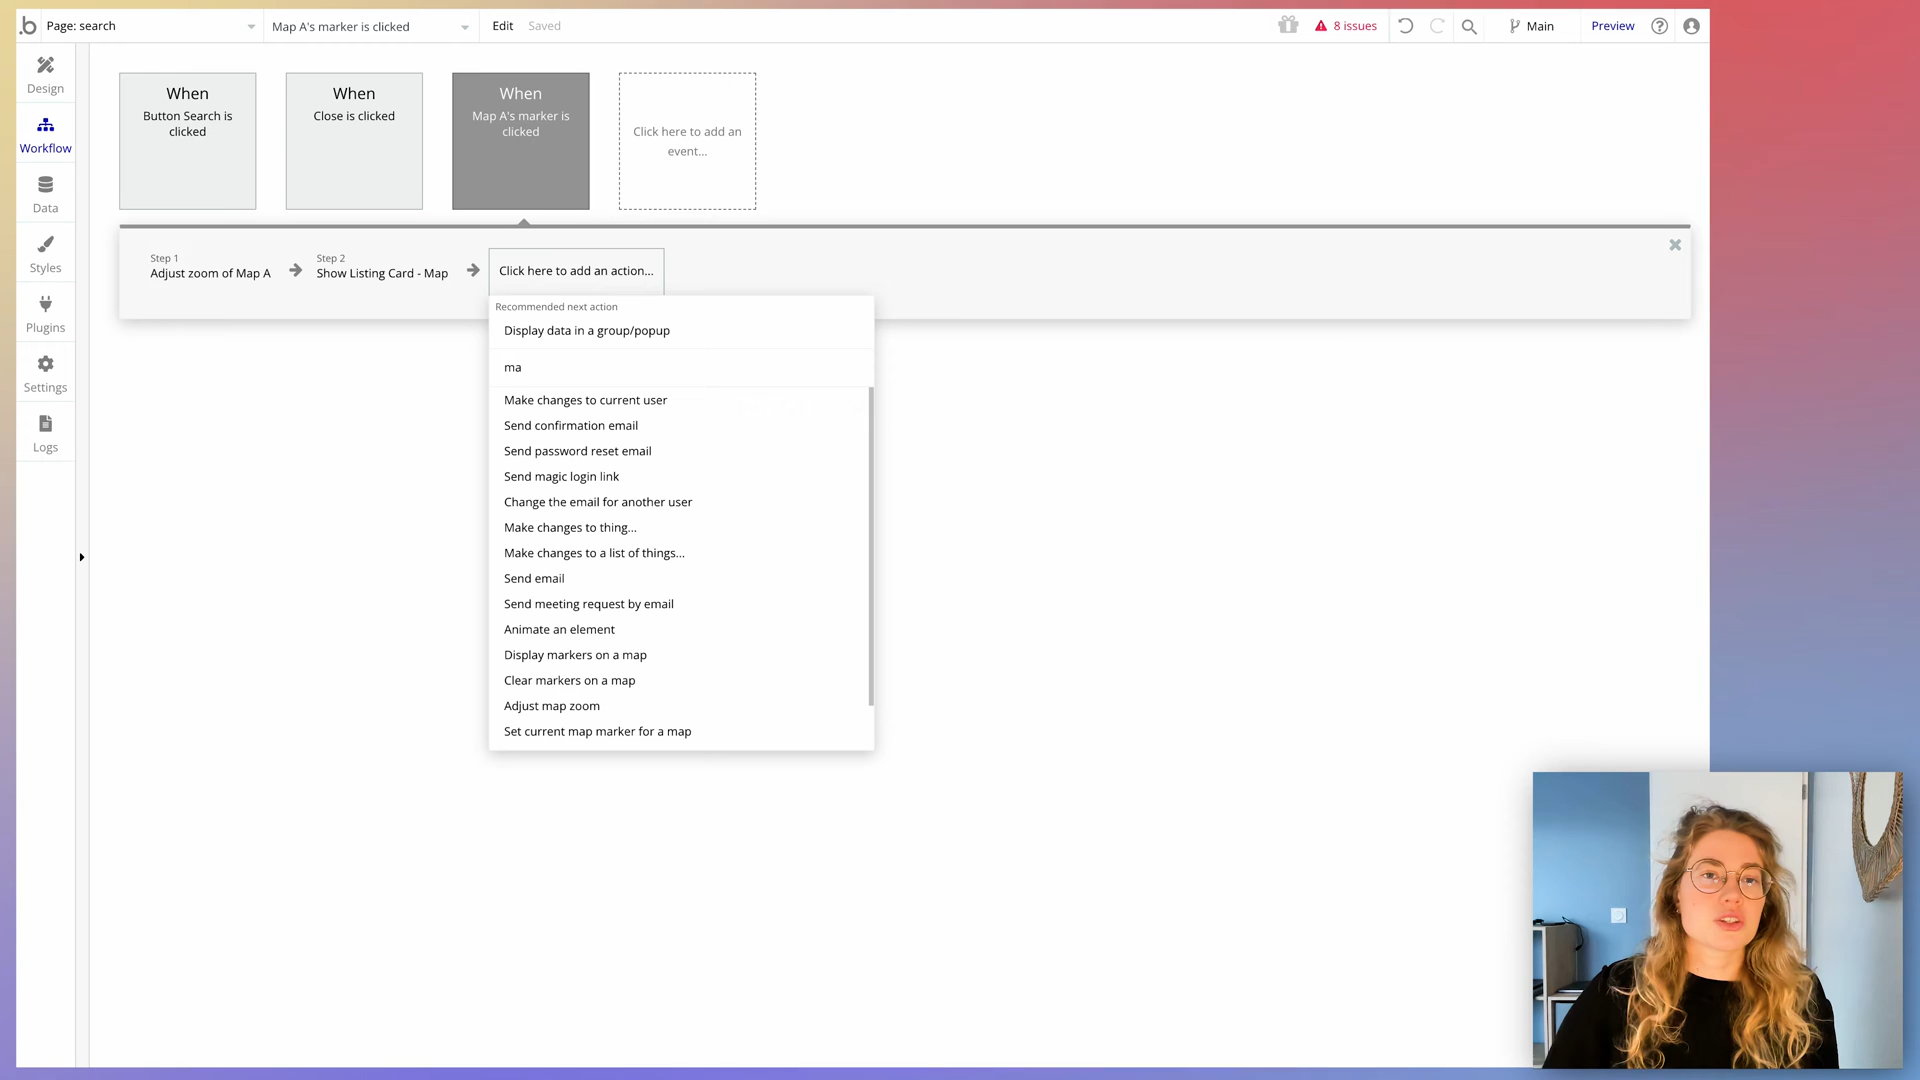 .b
Page: search
Map A's marker is clicked
Edit
Saved
8 issues
Main
Preview
?
Design
Workflow
Data
Styles
Plugins
Settings
Logs
When
Button Search is
clicked
When
Close is clicked
When
Map A's marker is
clicked
Click here to add an
event...
Step 1
Adjust zoom of Map A
Step 2
Show Listing Card - Map
Click here to add an action...
Recommended next action
Display data in a group/popup
ma
Make changes to current user
Send confirmation email
Send password reset email
Send magic login link
Change the email for another user
Make changes to thing...
Make changes to a list of things...
Send email
Send meeting request by email
Animate an element
Display markers on a map
Clear markers on a map
Adjust map zoom
Set current map marker for a map